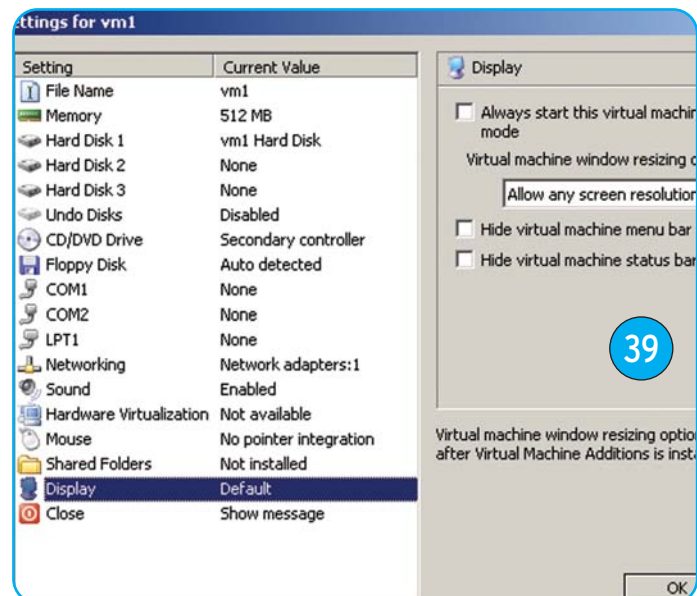 ettings for vm1
Setting Current Value
File Name vm1
Memory 512 MB
Hard Disk 1 vm1 Hard Disk
Hard Disk 2 None
Hard Disk 3 None
Undo Disks Disabled
CD/DVD Drive Secondary controller
Floppy Disk Auto detected
COM1 None
COM2 None
LPT1 None
Networking Network adapters:1
Sound Enabled
Hardware Virtualization Not available
Mouse No pointer integration
Shared Folders Not installed
Display Default
Close Show message
Display
Always start this virtual machin
mode
Virtual machine window resizing o
Allow any screen resolution
Hide virtual machine menu bar
Hide virtual machine status bar
39
Virtual machine window resizing optio
after Virtual Machine Additions is insta
OK